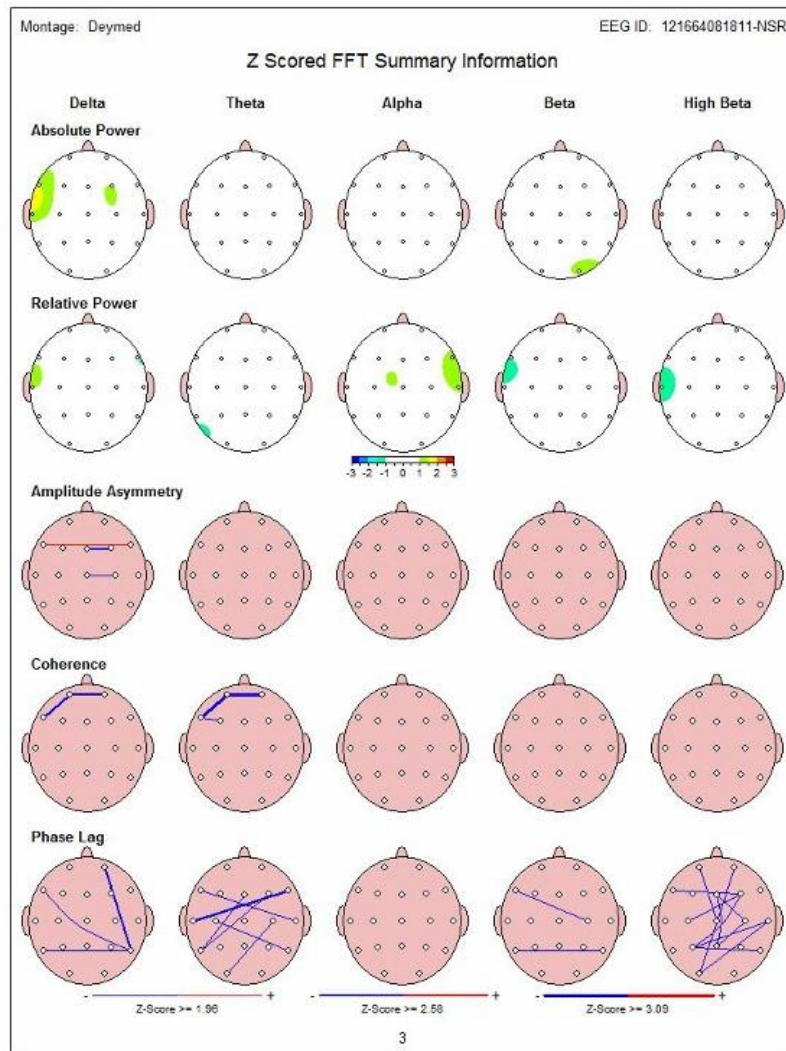 Montage: Deymed EEG ID: 121664081811-NSR
Z Scored FFT Summary Information
Delta Theta Alpha Beta High Beta
Absolute Power
Relative Power
-3 -2 -1 0 1 2 3
Amplitude Asymmetry
Coherence
Phase Lag
- + - + - +
Z-Score >= 1.96 Z-Score >= 2.58 Z-Score >= 3.09
3